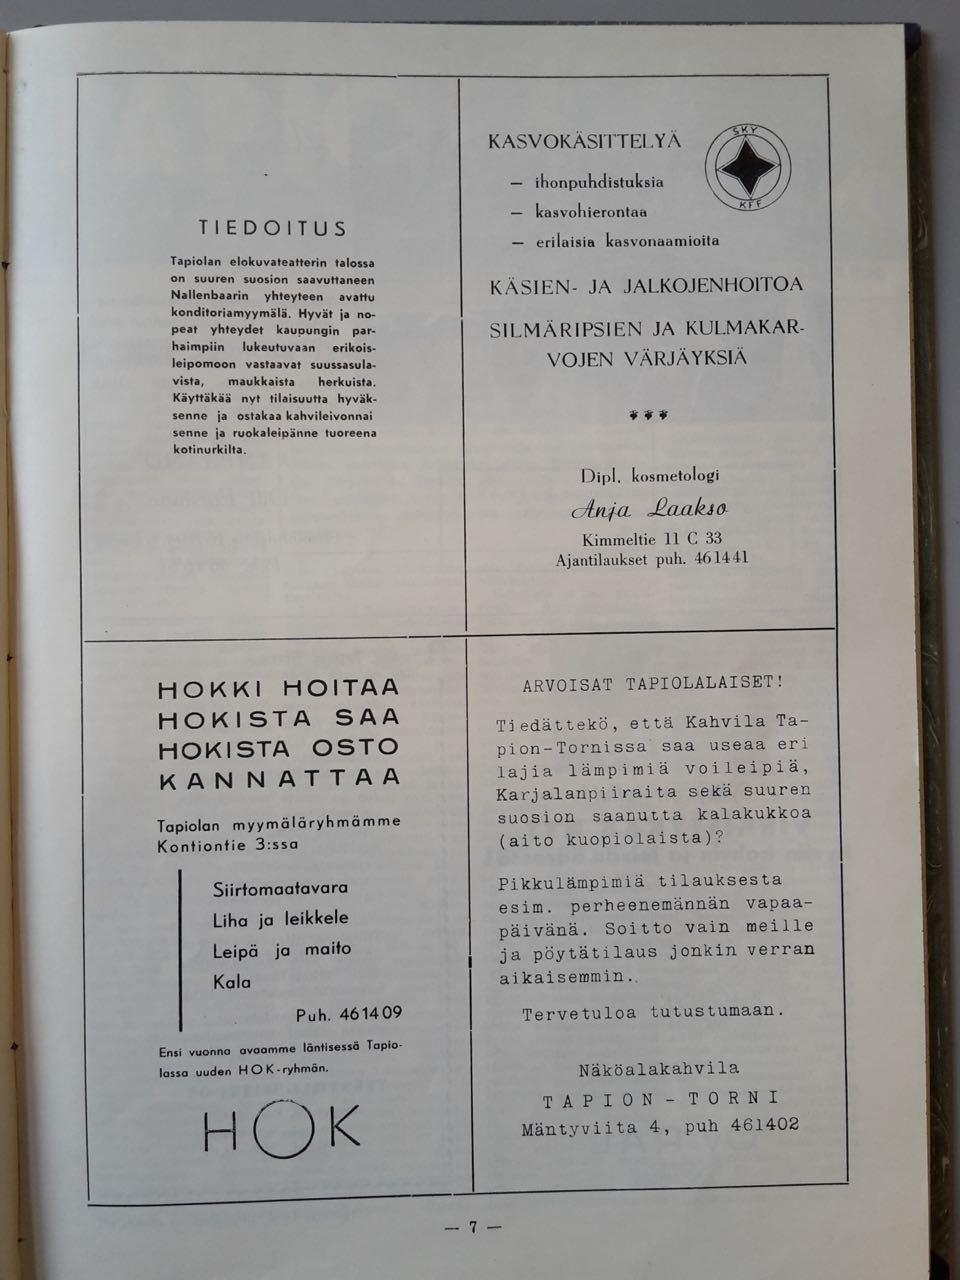 TIEDOITUS
Tapiolan elokuvateatterin talossa
on suuren suosion saavuttaneen
Nallenbaarin yhteyteen avattu
konditoriamyymälä. Hyvät ja no-
peat yhteydet kaupungin par-
haimpiin lukeutuvaan erikois-
leipomoon vastaavat suussasula-
vista, maukkaista herkuista.
Käyttäkää nyt tilaisuutta hyväk-
senne ja ostakaa kahvileivonnai
senne ja ruokaleipänne tuoreena
kotinurkilta.
KASVOKÄSITTELYÄ
SKY
KFF
— ihonpuhdistuksia
— kasvohierontaa
— erilaisia kasvonaamioita
KÄSIEN- JA JALKOJENHOITOA
SILMÄRIPSIEN JA KULMAKAR-
VOJEN VÄRJÄYKSIÄ
Dipl. kosmetologi
Anja Laakso
Kimmeltie 11 C 33
Ajantilaukset puh. 461441
HOKKI HOITAA
HOKISTA SAA
HOKISTA OSTO
KANNATTAA
Tapiolan myymäläryhmämme
Kontiontie 3:ssa
Siirtomaatavara
Liha ja leikkele
Leipä ja maito
Kala
Puh. 461409
Ensi vuonna avaamme läntisessä Tapio-
lassa uuden HOK-ryhmän.
HOK
ARVOISAT TAPIOLALAISET!
Tiedättekö, että Kahvila Ta-
pion-Tornissa saa useaa eri
lajia lämpimiä voileipiä,
Karjalanpiiraita sekä suuren
suosion saanutta kalakukkoa
(aito kuopiolaista)?
Pikkulämpimiä tilauksesta
esim. perheenemännän vapaa-
päivänä. Soitto vain meille
ja pöytätilaus jonkin verran
aikaisemmin..
Tervetuloa tutustumaan.
Näköalakahvila
TAPION-TORNI
Mäntyviita 4, puh 461402
— 7 —